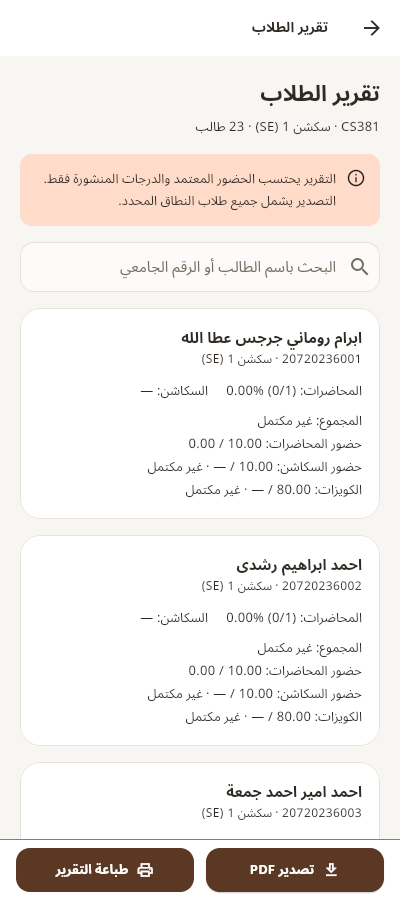 تقرير الطلاب
تقرير الطلاب
CS381 · سكشن 1 (SE) · 23 طالب
التقرير يحتسب الحضور المعتمد والدرجات المنشورة فقط.
التصدير يشمل جميع طلاب النطاق المحدد.
البحث باسم الطالب أو الرقم الجامعي
ابرام روماني جرجس عطا الله
20720236001 · سكشن 1 (SE)
المحاضرات: 0.00% (0/1) السكاشن: —
المجموع: غير مكتمل
حضور المحاضرات: 10.00 / 0.00
حضور السكاشن: 10.00 / — · غير مكتمل
الكويزات: 80.00 / — · غير مكتمل
احمد ابراهيم رشدى
20720236002 · سكشن 1 (SE)
المحاضرات: 0.00% (0/1) السكاشن: —
المجموع: غير مكتمل
حضور المحاضرات: 10.00 / 0.00
حضور السكاشن: 10.00 / — · غير مكتمل
الكويزات: 80.00 / — · غير مكتمل
احمد امير احمد جمعة
20720236003 · سكشن 1 (SE)
تصدير PDF
طباعة التقرير